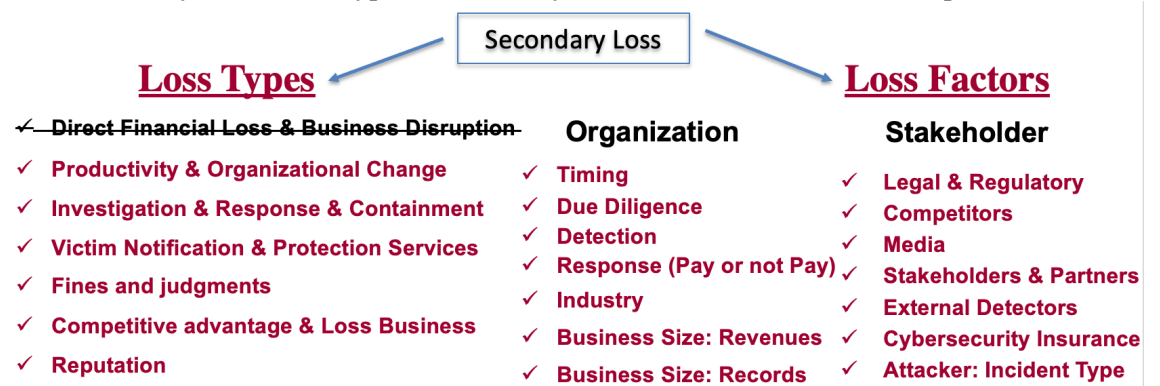 Secondary Loss
Loss Types
Direct Financial Loss & Business Disruption
Productivity & Organizational Change
Investigation & Response & Containment
Victim Notification & Protection Services
Fines and judgments
Competitive advantage & Loss Business
Reputation
Loss Factors
Organization
Timing
Due Diligence
Detection
Response (Pay or not Pay)
Industry
Business Size: Revenues
Business Size: Records
Stakeholder
Legal & Regulatory
Competitors
Media
Stakeholders & Partners
External Detectors
Cybersecurity Insurance
Attacker: Incident Type